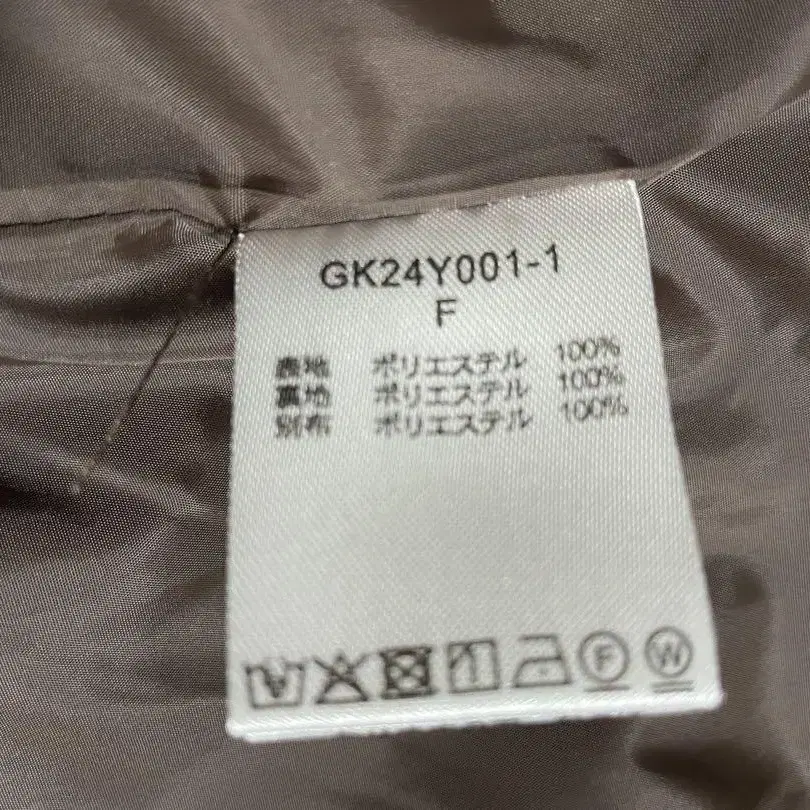 GK24Y001-1
F
表地 ポリエステル 100%
裏地 ポリエステル 100%
別布 ポリエステル 100%
F W